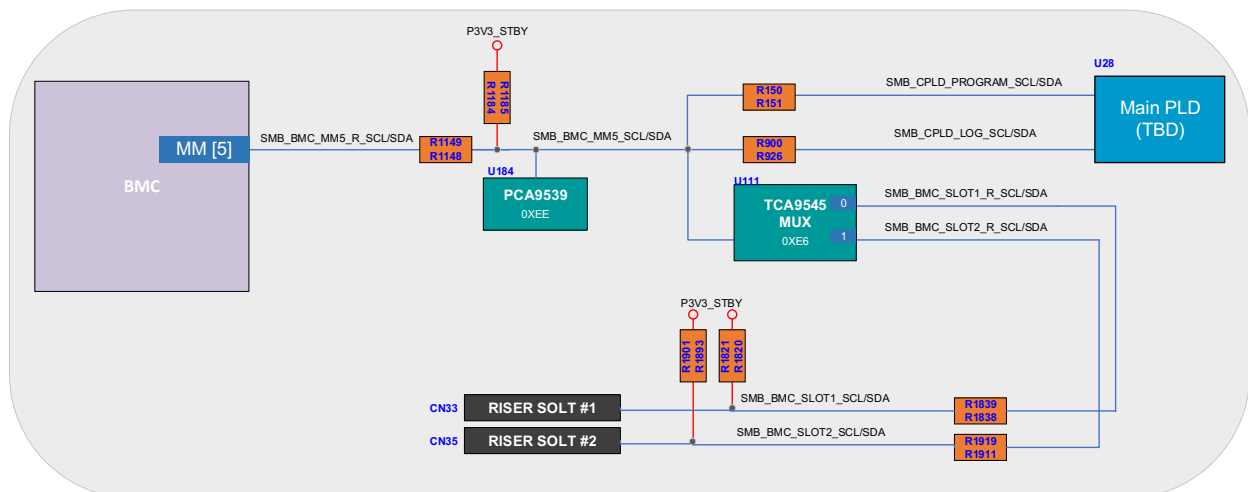 P3V3_STBY
U28
R1185
R1184
SMB_CPLD_PROGRAM_SCL/SDA
R150
R151
Main PLD
(TBD)
MM [5]
BMC
SMB_BMC_MM5_R_SCL/SDA
R1149
R1148
SMB_BMC_MM5_SCL/SDA
SMB_CPLD_LOG_SCL/SDA
R900
R926
U184
PCA9539
0XEE
U111
TCA9545
MUX
0XE6
0
1
SMB_BMC_SLOT1_R_SCL/SDA
SMB_BMC_SLOT2_R_SCL/SDA
P3V3_STBY
R1901
R1893
R1821
R1820
CN33
RISER SOLT #1
SMB_BMC_SLOT1_SCL/SDA
R1839
R1838
CN35
RISER SOLT #2
SMB_BMC_SLOT2_SCL/SDA
R1919
R1911